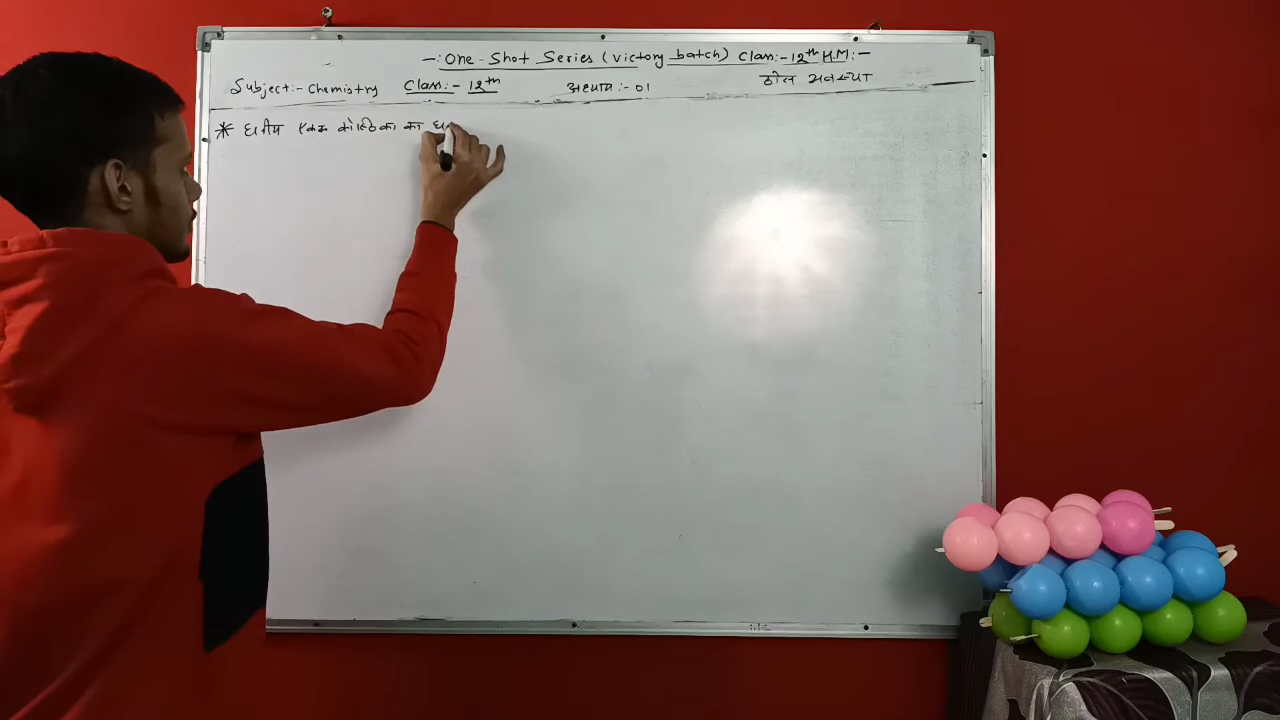 -: One-Shot Series (Victory batch) Class:- 12th H.M:-
Subject:- Chemistry Class:- 12th अध्याय :- 01 ठोस अवस्था
* घनीय एकक कोष्ठिका का घ